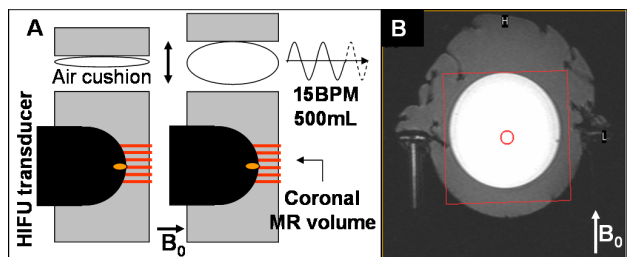 A
Air cushion
15BPM
500mL
HIFU transducer
Coronal
MR volume
B0
B
H
L
B0